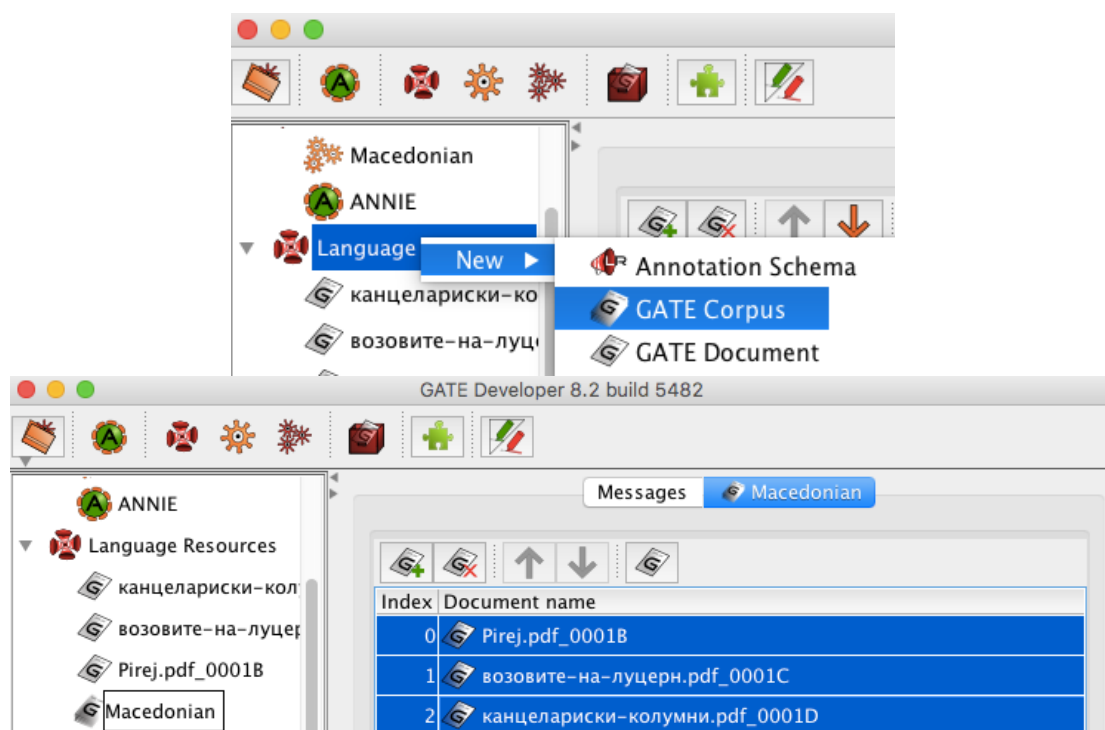 Macedonian
ANNIE
Language
New
Annotation Schema
канцелариски-ко
GATE Corpus
возовите-на-луц
GATE Document
GATE Developer 8.2 build 5482
ANNIE
Messages
Macedonian
Language Resources
канцелариски-кол
Index Document name
возовите-на-луцер
0 Pirej.pdf_0001B
Pirej.pdf_0001B
1 возовите-на-луцерн.pdf_0001C
Macedonian
2 канцелариски-колумни.pdf_0001D